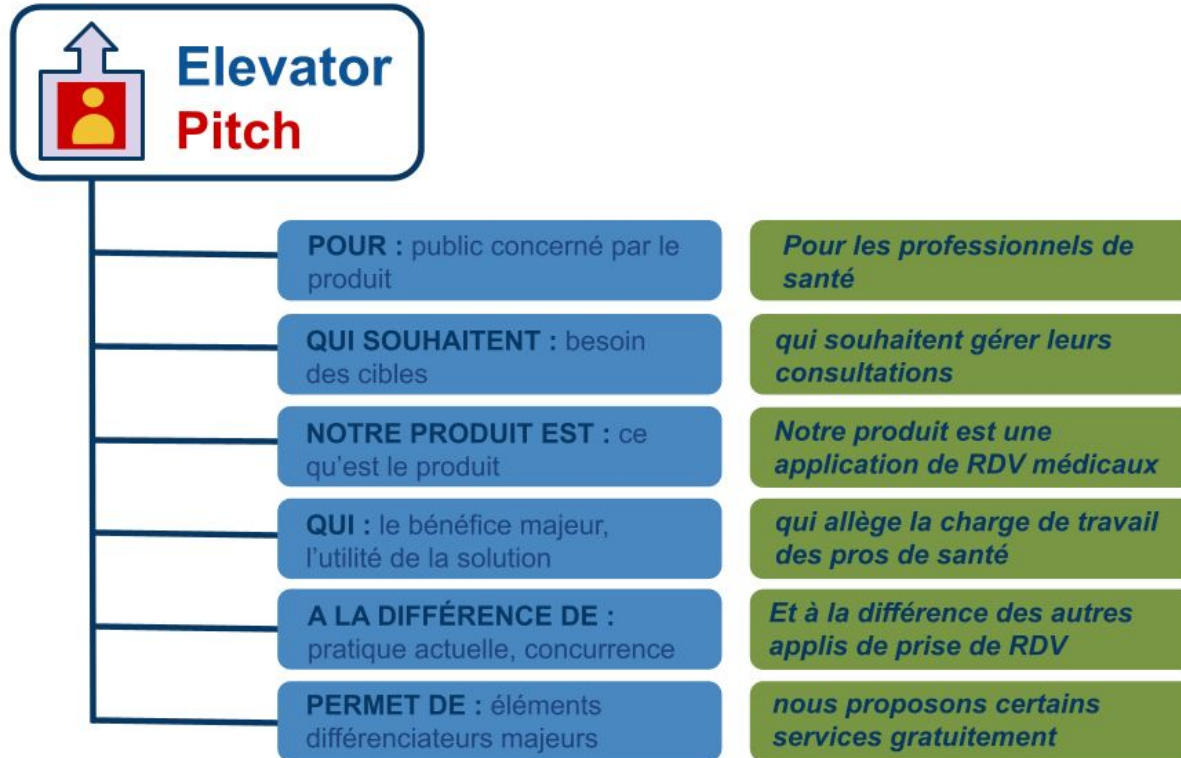 Elevator
Pitch
POUR : public concerné par le
produit
Pour les professionnels de
santé
QUI SOUHAITENT : besoin
des cibles
qui souhaitent gérer leurs
consultations
NOTRE PRODUIT EST : ce
qu'est le produit
Notre produit est une
application de RDV médicaux
QUI : le bénéfice majeur,
l'utilité de la solution
qui allège la charge de travail
des pros de santé
A LA DIFFÉRENCE DE :
pratique actuelle, concurrence
Et à la différence des autres
applis de prise de RDV
PERMET DE : éléments
différenciateurs majeurs
nous proposons certains
services gratuitement